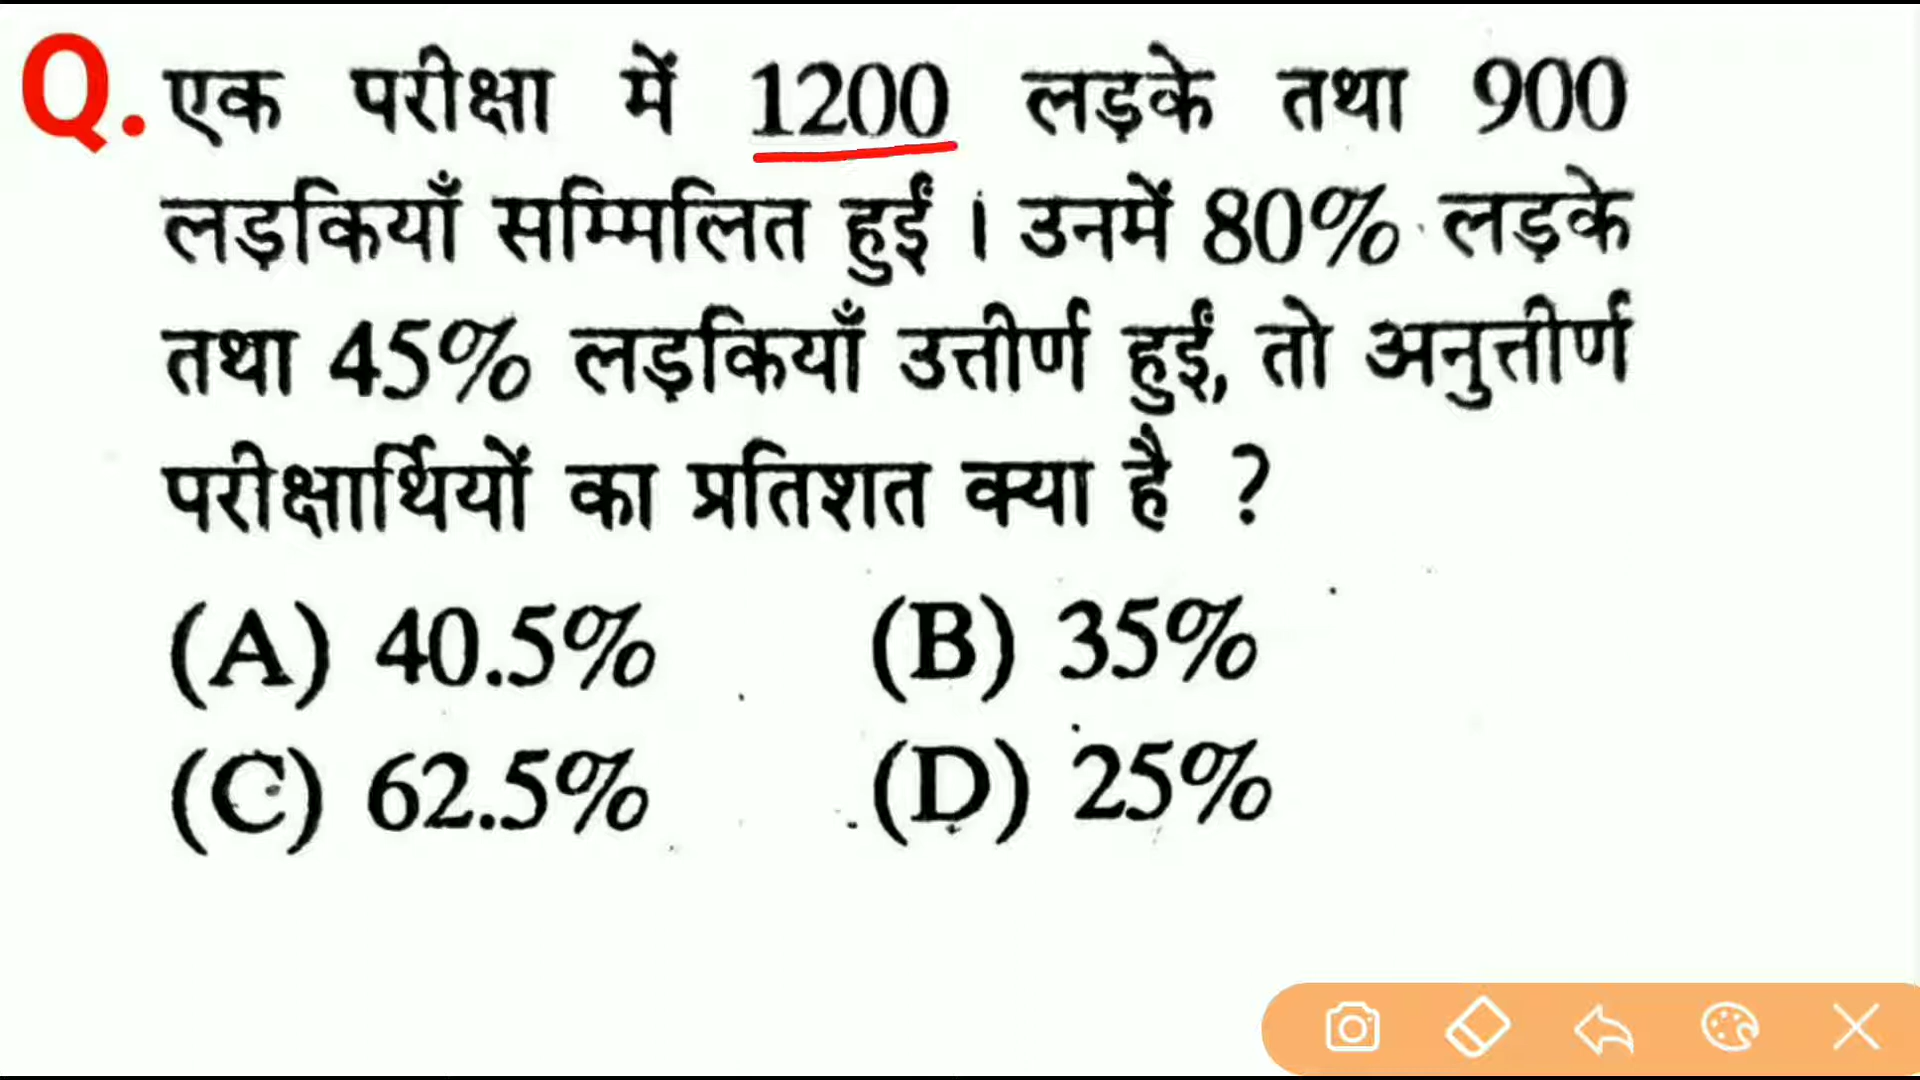 Q. एक परीक्षा में 1200 लड़के तथा 900
लड़कियाँ सम्मिलित हुईं । उनमें 80% लड़के
तथा 45% लड़कियाँ उत्तीर्ण हुईं, तो अनुत्तीर्ण
परीक्षार्थियों का प्रतिशत क्या है ?
(A) 40.5% (B) 35%
(C) 62.5% (D) 25%